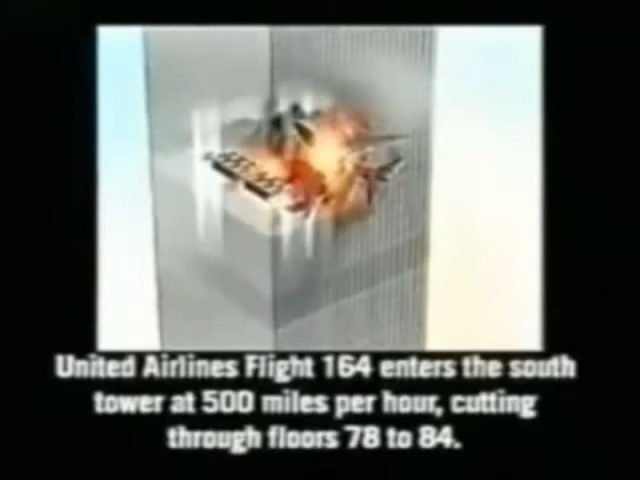 United Airlines Flight 164 enters the south
tower at 500 miles per hour, cutting
through floors 78 to 84.